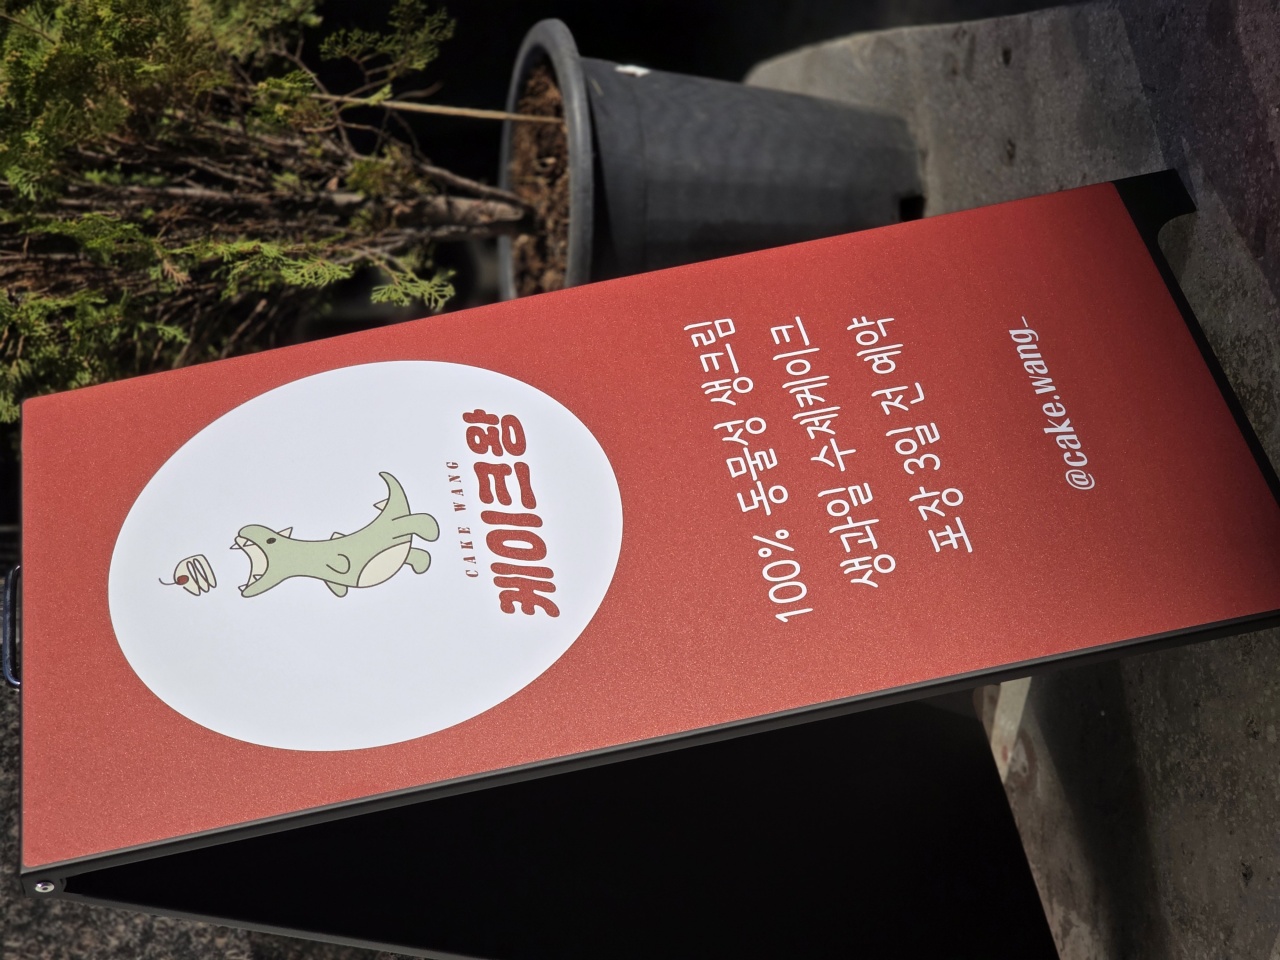 CAKE WANG
케이크왕
100% 동물성 생크림
생과일 수제케이크
포장 3일 전 예약
@cake.wang_